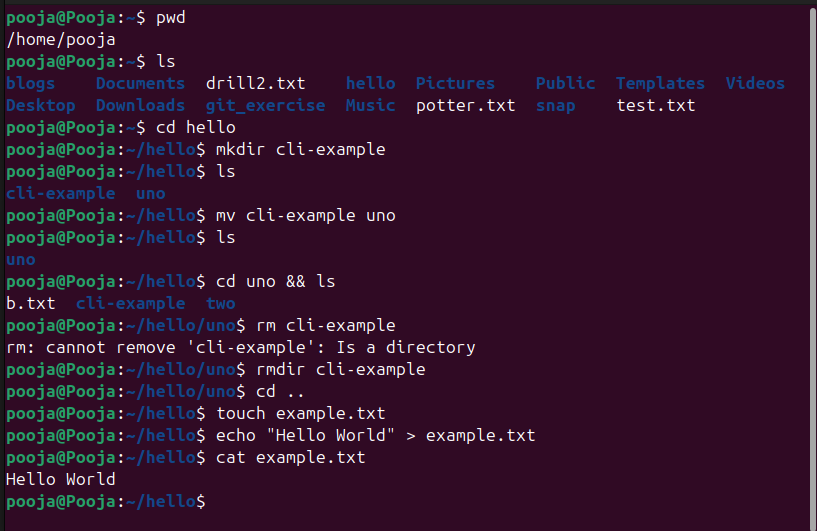 pooja@Pooja:~$ pwd
/home/pooja
pooja@Pooja:~$ ls
blogs    Documents  drill2.txt    hello  Pictures    Public  Templates  Videos
Desktop  Downloads  git_exercise  Music  potter.txt  snap    test.txt
pooja@Pooja:~$ cd hello
pooja@Pooja:~/hello$ mkdir cli-example
pooja@Pooja:~/hello$ ls
cli-example  uno
pooja@Pooja:~/hello$ mv cli-example uno
pooja@Pooja:~/hello$ ls
uno
pooja@Pooja:~/hello$ cd uno && ls
b.txt  cli-example  two
pooja@Pooja:~/hello/uno$ rm cli-example
rm: cannot remove 'cli-example': Is a directory
pooja@Pooja:~/hello/uno$ rmdir cli-example
pooja@Pooja:~/hello/uno$ cd ..
pooja@Pooja:~/hello$ touch example.txt
pooja@Pooja:~/hello$ echo "Hello World" > example.txt
pooja@Pooja:~/hello$ cat example.txt
Hello World
pooja@Pooja:~/hello$